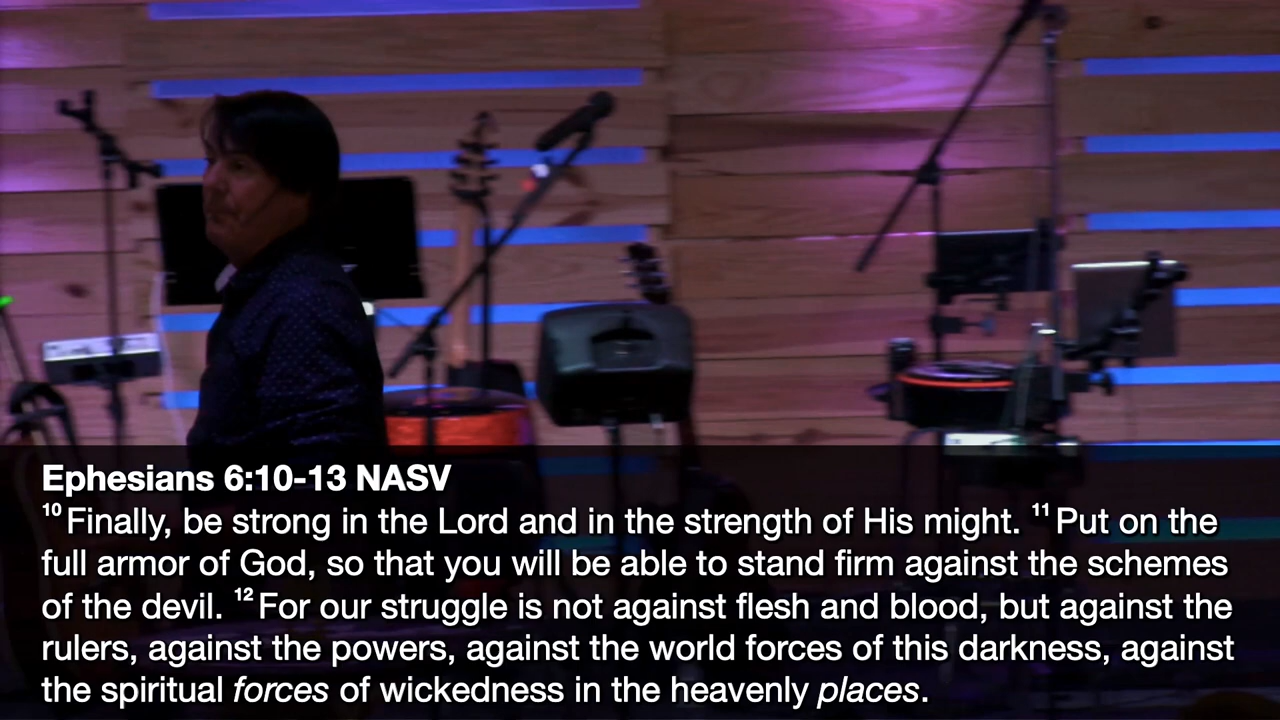 Ephesians 6:10-13 NASV
¹⁰ Finally, be strong in the Lord and in the strength of His might. ¹¹ Put on the
full armor of God, so that you will be able to stand firm against the schemes
of the devil. ¹² For our struggle is not against flesh and blood, but against the
rulers, against the powers, against the world forces of this darkness, against
the spiritual forces of wickedness in the heavenly places.